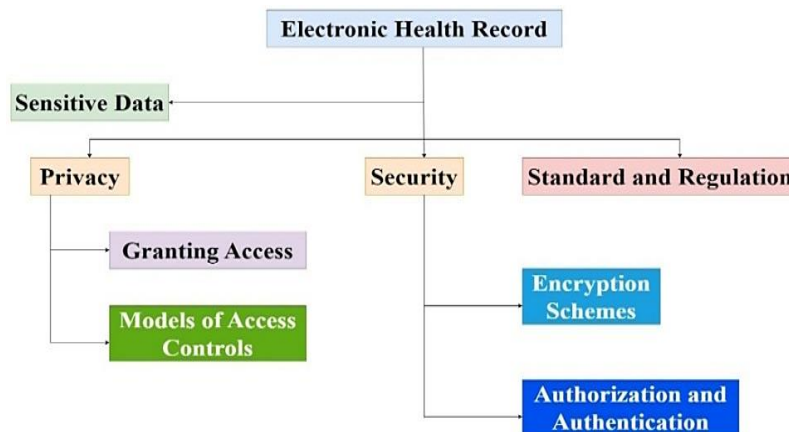 Electronic Health Record
Sensitive Data
Privacy
Security
Standard and Regulation
Granting Access
Models of Access
Controls
Encryption
Schemes
Authorization and
Authentication